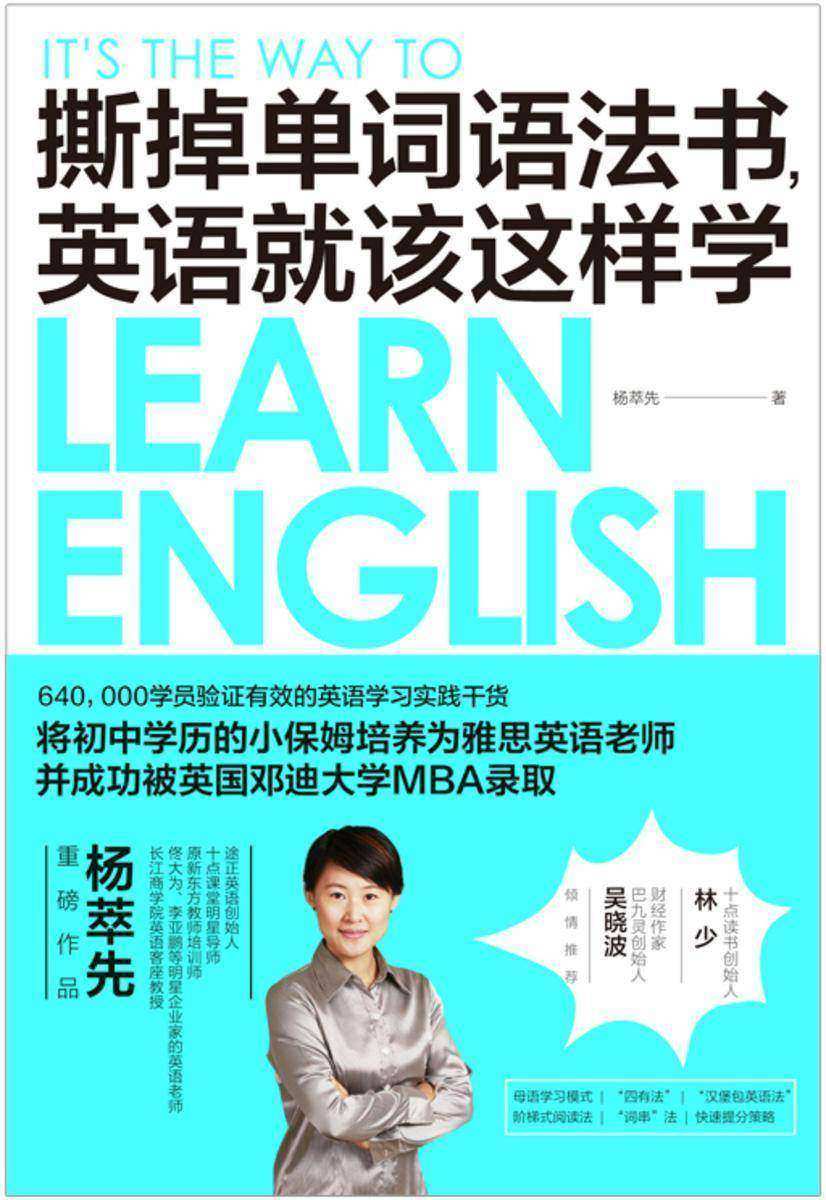 IT'S THE WAY TO
撕掉单词语法书,
英语就该这样学
LEARN
ENGLISH
杨萃先 著
640, 000学员验证有效的英语学习实践干货
将初中学历的小保姆培养为雅思英语老师
并成功被英国邓迪大学MBA录取
途正英语创始人
十点课堂明星导师
原新东方教师培训师
佟大为、李亚鹏等明星企业家的英语老师
长江商学院英语客座教授
杨萃先
重磅作品
十点读书创始人
林少
财经作家
巴九灵创始人
吴晓波
倾情推荐
母语学习模式 | “四有法” | “汉堡包英语法”
阶梯式阅读法 | “词串”法 | 快速提分策略